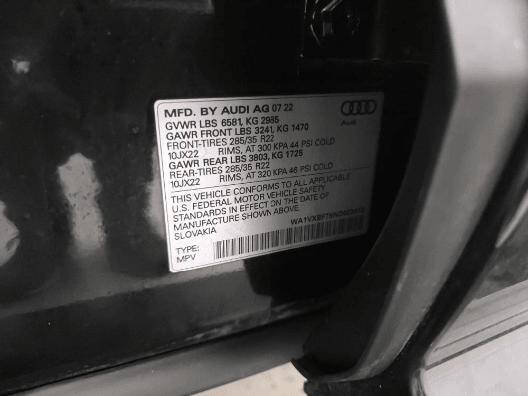 MFD. BY AUDI AG 07 22
GVWR LBS 6581, KG 2985
GAWR FRONT LBS 3241, KG 1470
FRONT-TIRES 285/35 R22
10JX22 RIMS, AT 300 KPA 44 PSI COLD
GAWR REAR LBS 3803, KG 1725
REAR-TIRES 285/35 R22
10JX22 RIMS, AT 320 KPA 46 PSI COLD
THIS VEHICLE CONFORMS TO ALL APPLICABLE
U.S. FEDERAL MOTOR VEHICLE SAFETY
STANDARDS IN EFFECT ON THE DATE OF
MANUFACTURE SHOWN ABOVE.
SLOVAKIA
TYPE:
MPV
Audi